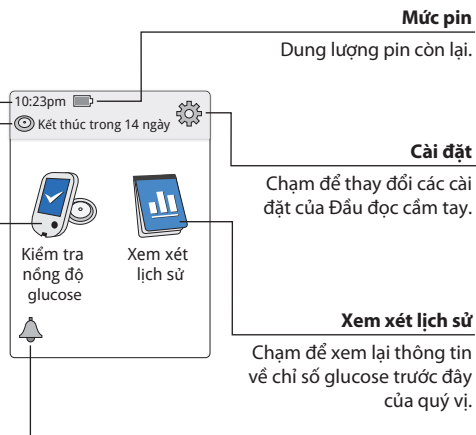 Mức pin
Dung lượng pin còn lại.
10:23pm
Kết thúc trong 14 ngày
Cài đặt
Chạm để thay đổi các cài
đặt của Đầu đọc cầm tay.
Kiểm tra
nồng độ
glucose
Xem xét
lịch sử
Xem xét lịch sử
Chạm để xem lại thông tin
về chỉ số glucose trước đây
của quý vị.